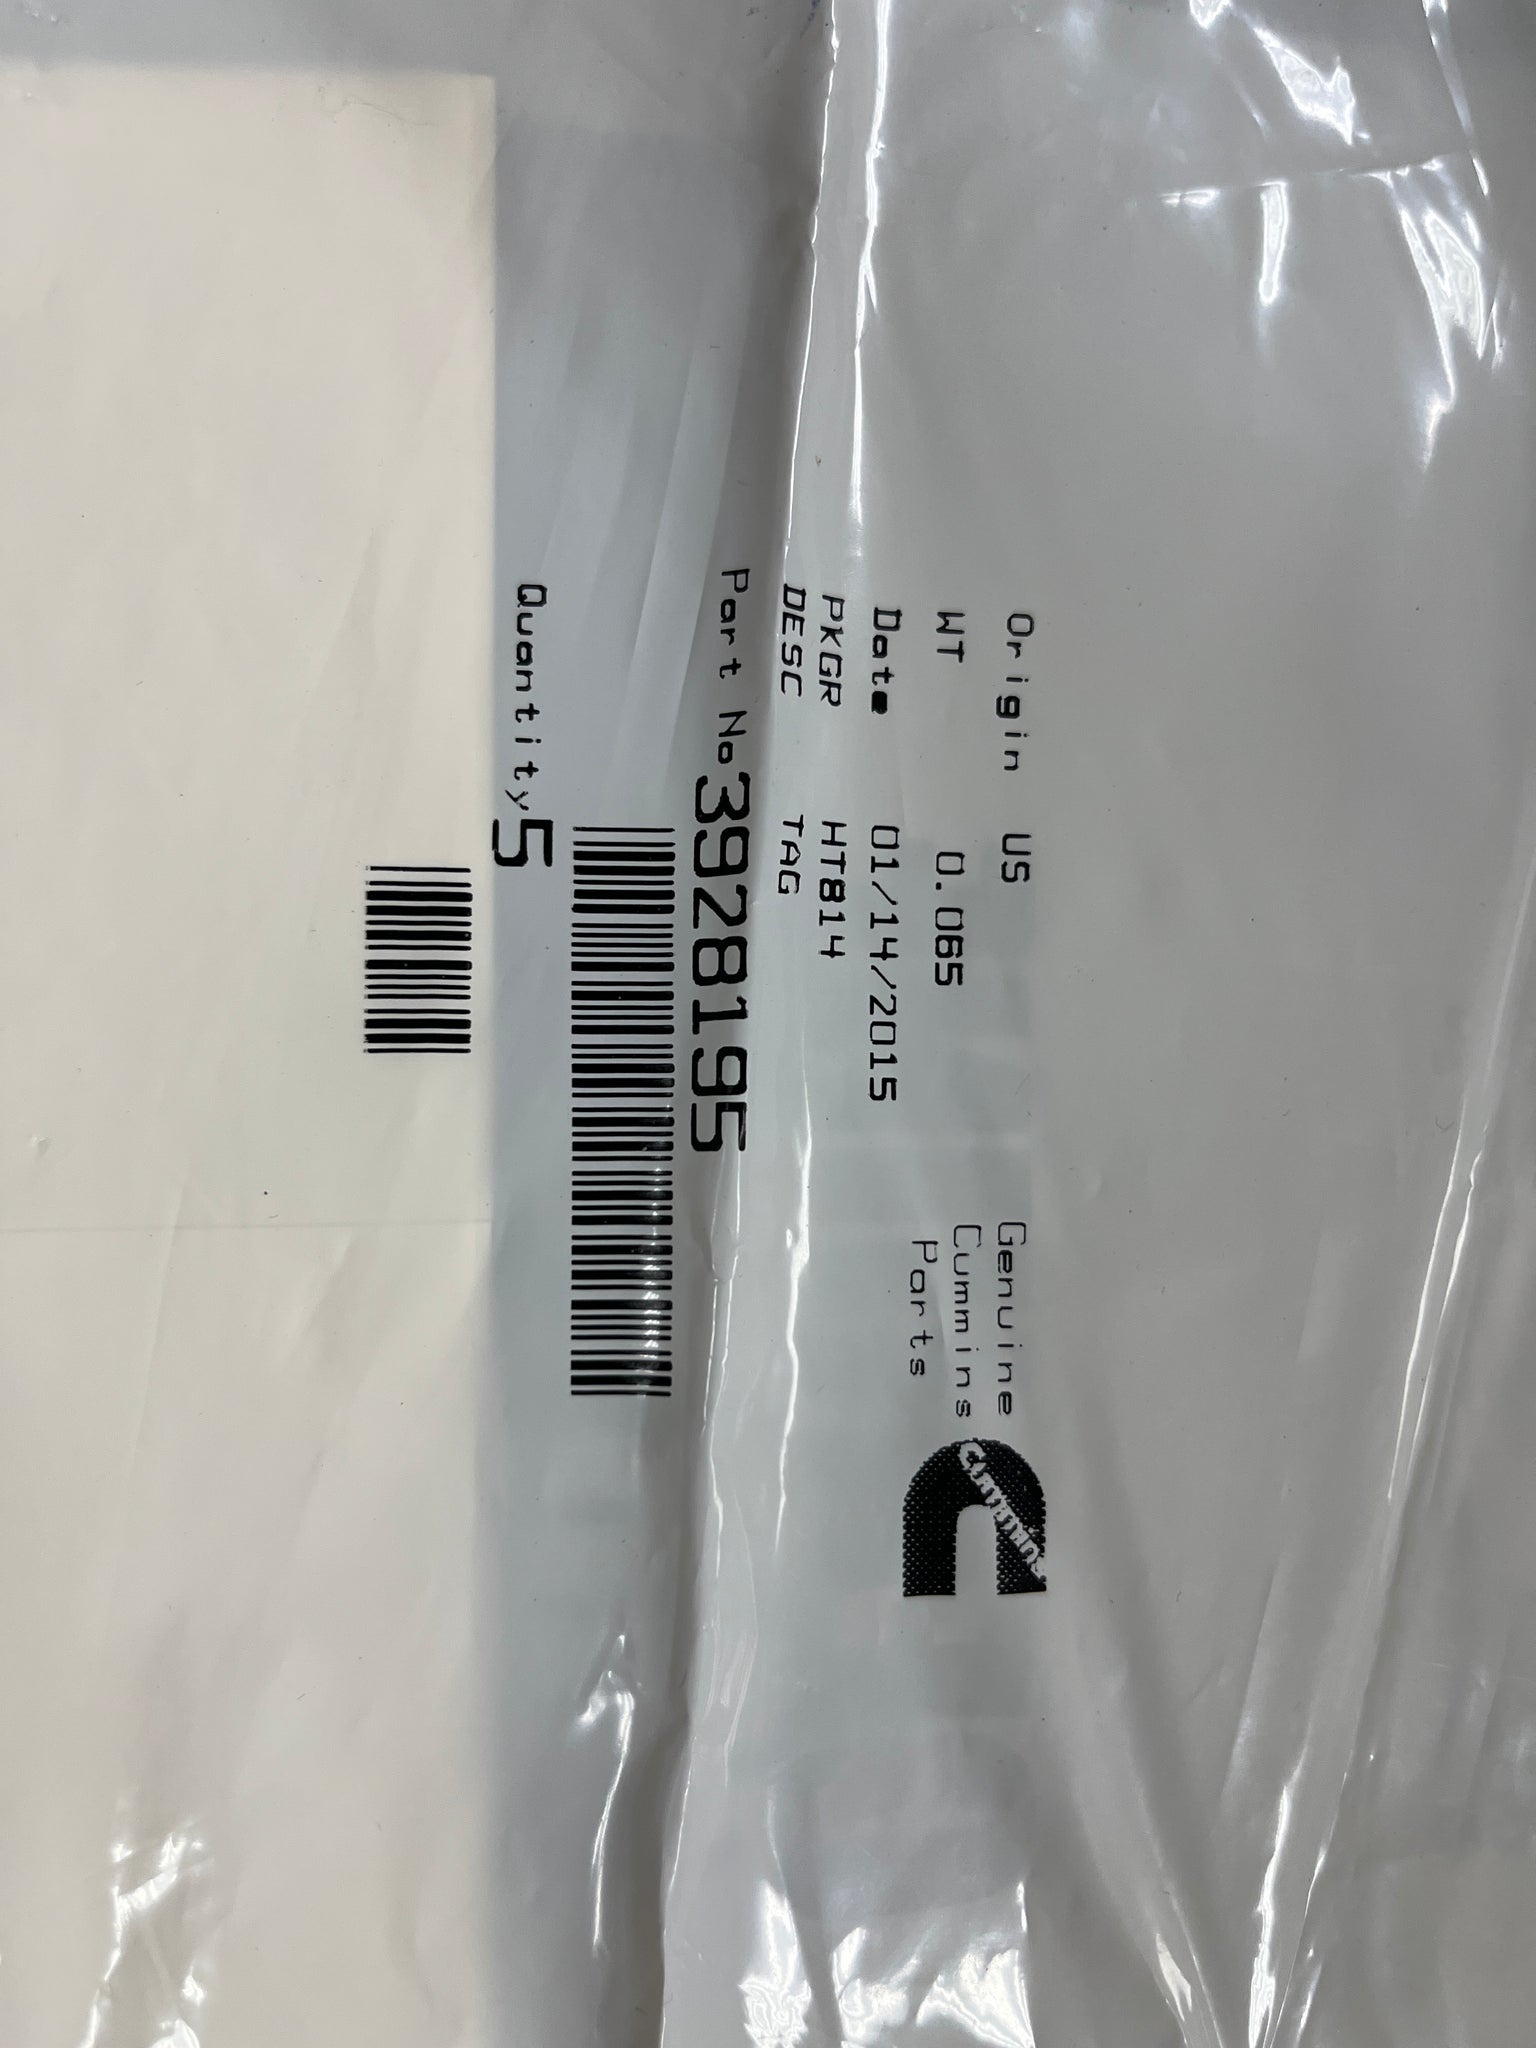 Origin US
WT 0.065
Date 01/14/2015
PKGR HT814
DESC TAG
Genuine
Cummins
Parts
Cummins
Part No 3928195
Quantity 5